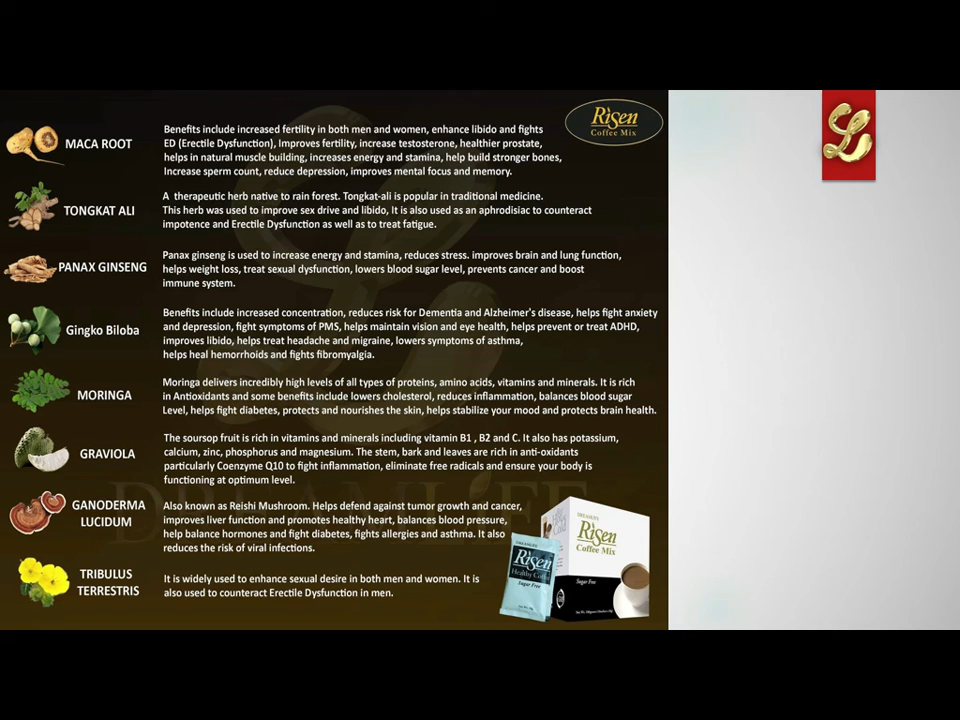 Risen
Coffee Mix
MACA ROOT
Benefits include increased fertility in both men and women, enhance libido and fights
ED (Erectile Dysfunction), Improves fertility, increase testosterone, healthier prostate,
helps in natural muscle building, increases energy and stamina, help build stronger bones,
Increase sperm count, reduce depression, improves mental focus and memory.
TONGKAT ALI
A therapeutic herb native to rain forest. Tongkat-ali is popular in traditional medicine.
This herb was used to improve sex drive and libido, It is also used as an aphrodisiac to counteract
impotence and Erectile Dysfunction as well as to treat fatigue.
PANAX GINSENG
Panax ginseng is used to increase energy and stamina, reduces stress. improves brain and lung function,
helps weight loss, treat sexual dysfunction, lowers blood sugar level, prevents cancer and boost
immune system.
Gingko Biloba
Benefits include increased concentration, reduces risk for Dementia and Alzheimer's disease, helps fight anxiety
and depression, fight symptoms of PMS, helps maintain vision and eye health, helps prevent or treat ADHD,
improves libido, helps treat headache and migraine, lowers symptoms of asthma,
helps heal hemorrhoids and fights fibromyalgia.
MORINGA
Moringa delivers incredibly high levels of all types of proteins, amino acids, vitamins and minerals. It is rich
in Antioxidants and some benefits include lowers cholesterol, reduces inflammation, balances blood sugar
Level, helps fight diabetes, protects and nourishes the skin, helps stabilize your mood and protects brain health.
GRAVIOLA
The soursop fruit is rich in vitamins and minerals including vitamin B1 , B2 and C. It also has potassium,
calcium, zinc, phosphorus and magnesium. The stem, bark and leaves are rich in anti-oxidants
particularly Coenzyme Q10 to fight inflammation, eliminate free radicals and ensure your body is
functioning at optimum level.
GANODERMA
LUCIDUM
Also known as Reishi Mushroom. Helps defend against tumor growth and cancer,
improves liver function and promotes healthy heart, balances blood pressure,
help balance hormones and fight diabetes, fights allergies and asthma. It also
reduces the risk of viral infections.
TRIBULUS
TERRESTRIS
It is widely used to enhance sexual desire in both men and women. It is
also used to counteract Erectile Dysfunction in men.
DREAMLIFE
Risen
Coffee Mix
Sugar Free
Risen
Healthy
Sugar Free